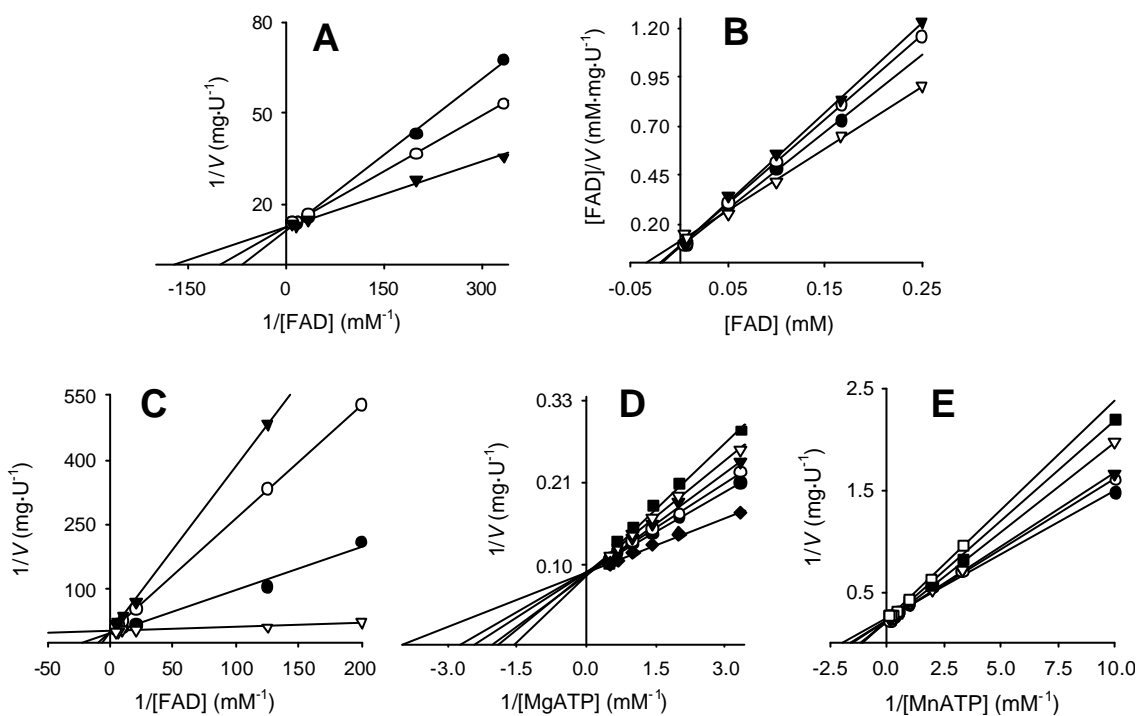 A
1/V (mg·U⁻¹)
80
50
20
-150
0
150
300
1/[FAD] (mM⁻¹)
B
[FAD]/V (mM·mg·U⁻¹)
1.20
0.95
0.70
0.45
0.20
-0.05
0.05
0.15
0.25
[FAD] (mM)
C
1/V (mg·U⁻¹)
550
400
250
100
-50
0
50
100
150
200
1/[FAD] (mM⁻¹)
D
1/V (mg·U⁻¹)
0.33
0.21
0.10
-3.0
-1.5
0.0
1.5
3.0
1/[MgATP] (mM⁻¹)
E
1/V (mg·U⁻¹)
2.5
1.5
0.5
-2.5
0.0
2.5
5.0
7.5
10.0
1/[MnATP] (mM⁻¹)